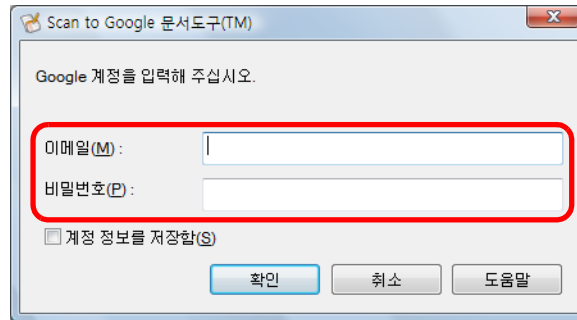 Scan to Google 문서도구(TM)
Google 계정을 입력해 주십시오.
이메일(M) :
비밀번호(P) :
계정 정보를 저장함(S)
확인 취소 도움말